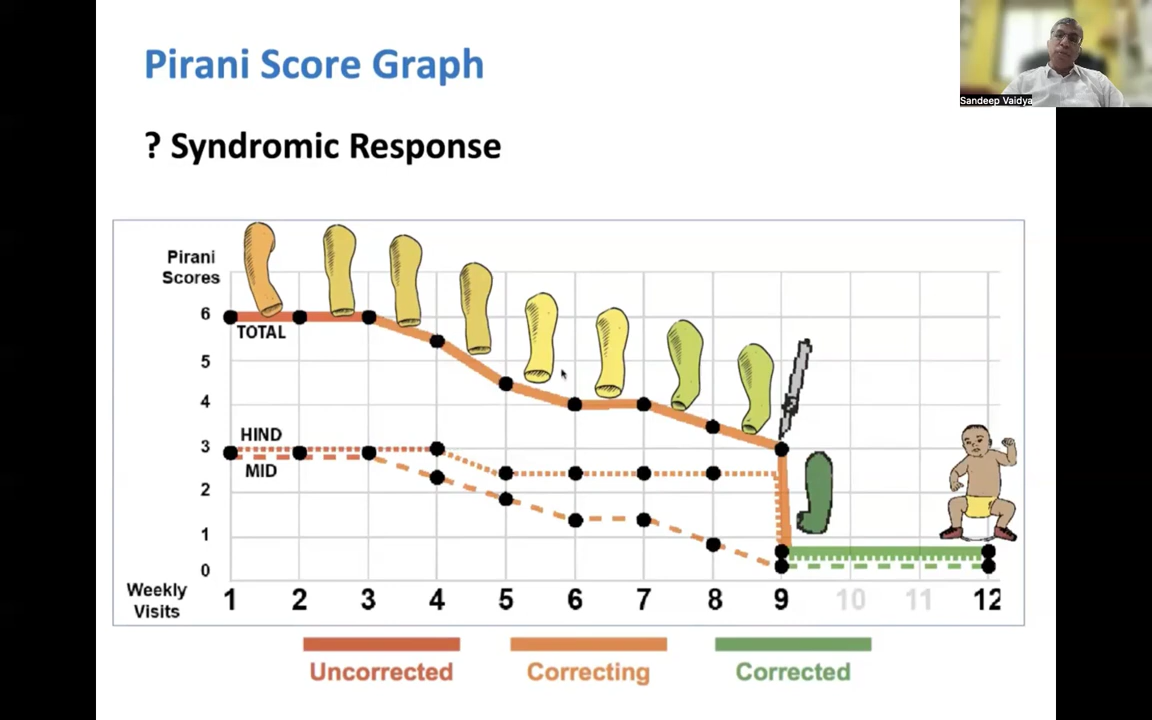 Pirani Score Graph
Sandeep Vaidya
? Syndromic Response
Pirani
Scores
6
TOTAL
5
4
HIND
3
MID
2
1
0
Weekly
Visits
1 2 3 4 5 6 7 8 9 10 11 12
Uncorrected Correcting Corrected